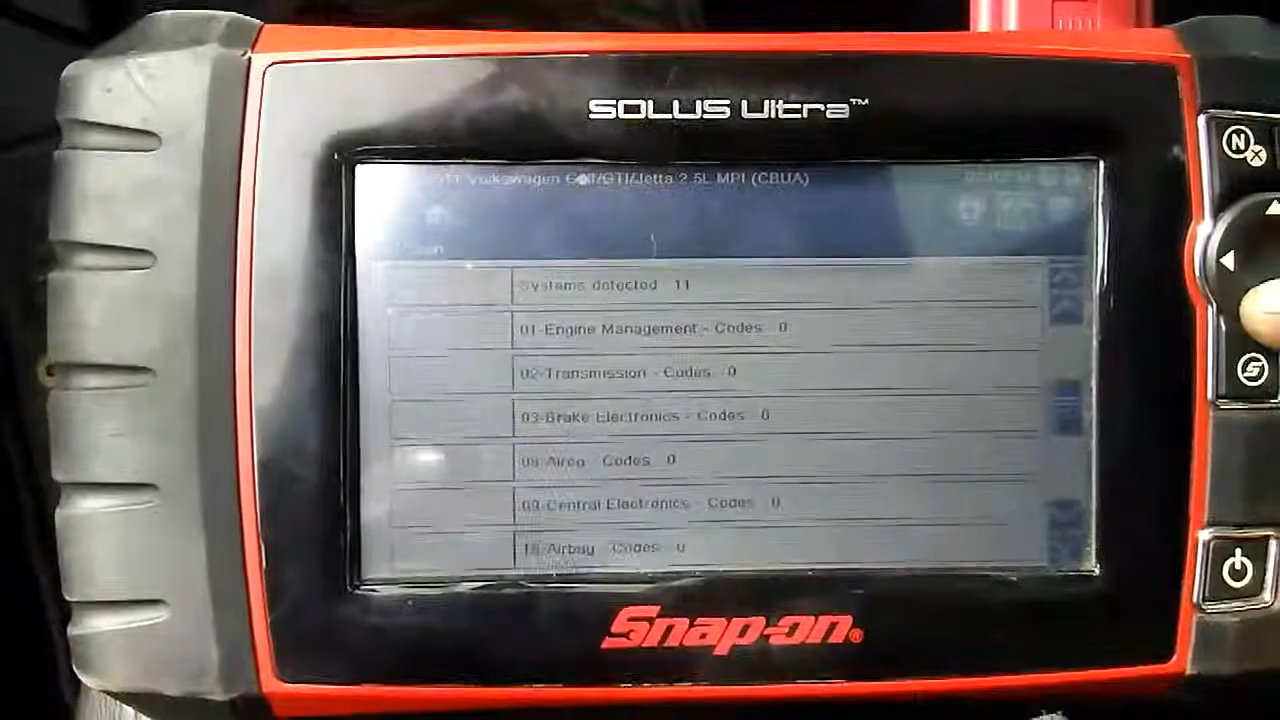 SOLUS Ultra™
Volkswagen Golf/GTI/Jetta 2.5L MPI (CBUA)
Systems detected 11
01-Engine Management - Codes 0
02-Transmission - Codes 0
03-Brake Electronics - Codes 0
08-Airco Codes 0
09-Central Electronics - Codes 0
Airbag Codes 0
Snap-on®
N
S